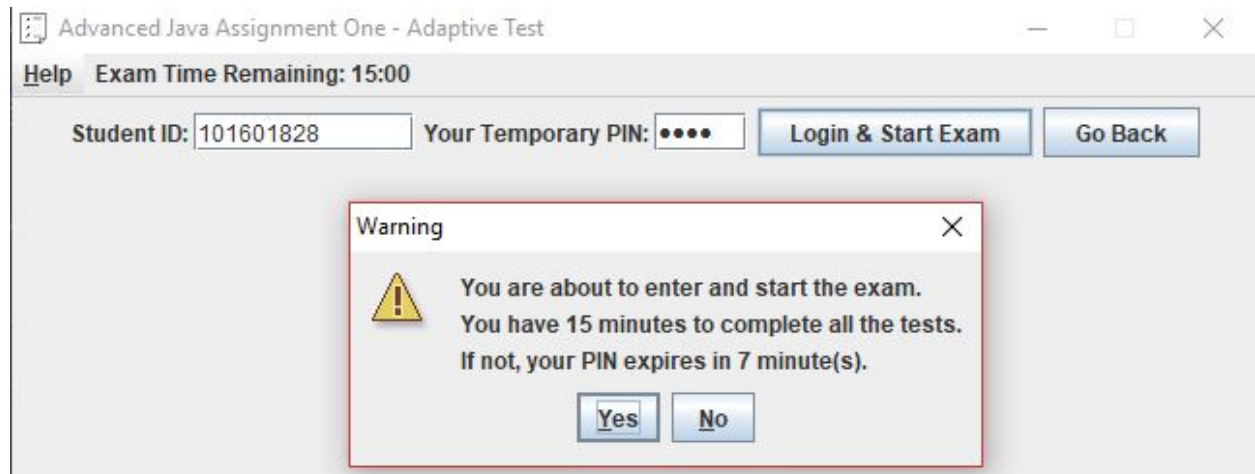 Advanced Java Assignment One - Adaptive Test
Help Exam Time Remaining: 15:00
Student ID: 101601828 Your Temporary PIN: •••• Login & Start Exam Go Back
Warning
You are about to enter and start the exam.
You have 15 minutes to complete all the tests.
If not, your PIN expires in 7 minute(s).
Yes No